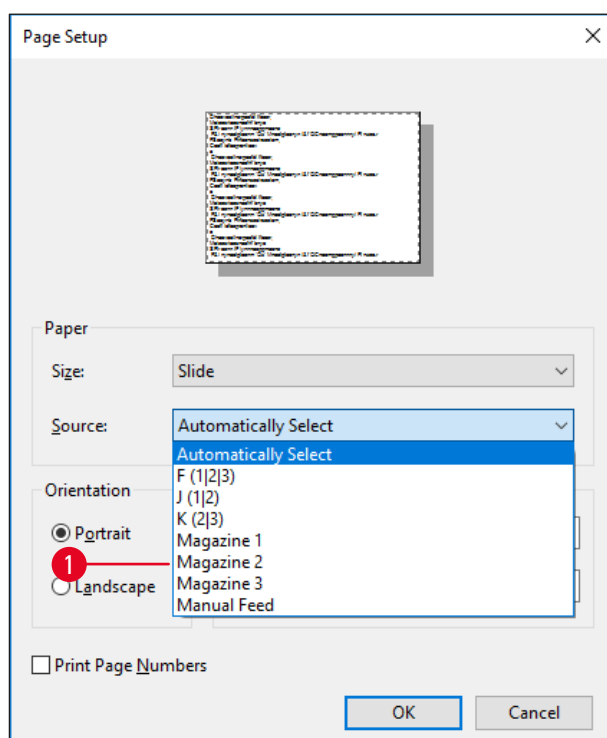 Page Setup
Paper
Size: Slide
Source: Automatically Select
Automatically Select
F (1|2|3)
J (1|2)
K (2|3)
Magazine 1
Magazine 2
Magazine 3
Manual Feed
Orientation
Portrait
1
Landscape
Print Page Numbers
OK Cancel